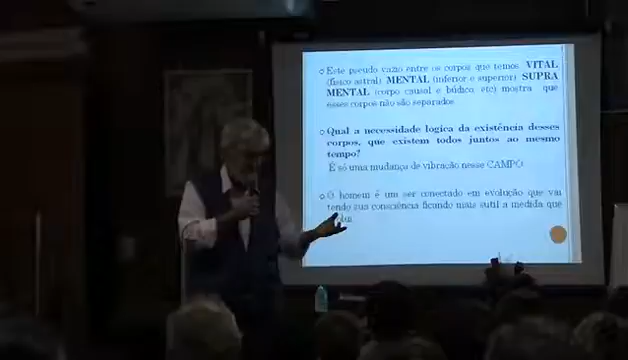 Este pseudo vazio entre os corpos que temos VITAL
(físico astral) MENTAL (inferior e superior) SUPRA
MENTAL (corpo causal e búdico, etc) mostra que
esses corpos não são separados
Qual a necessidade logica da existência desses
corpos, que existem todos juntos ao mesmo
tempo?
É só uma mudança de vibração nesse CAMPO.
O homem é um ser conectado em evolução que vai
tendo sua consciência ficando mais sutil a medida que